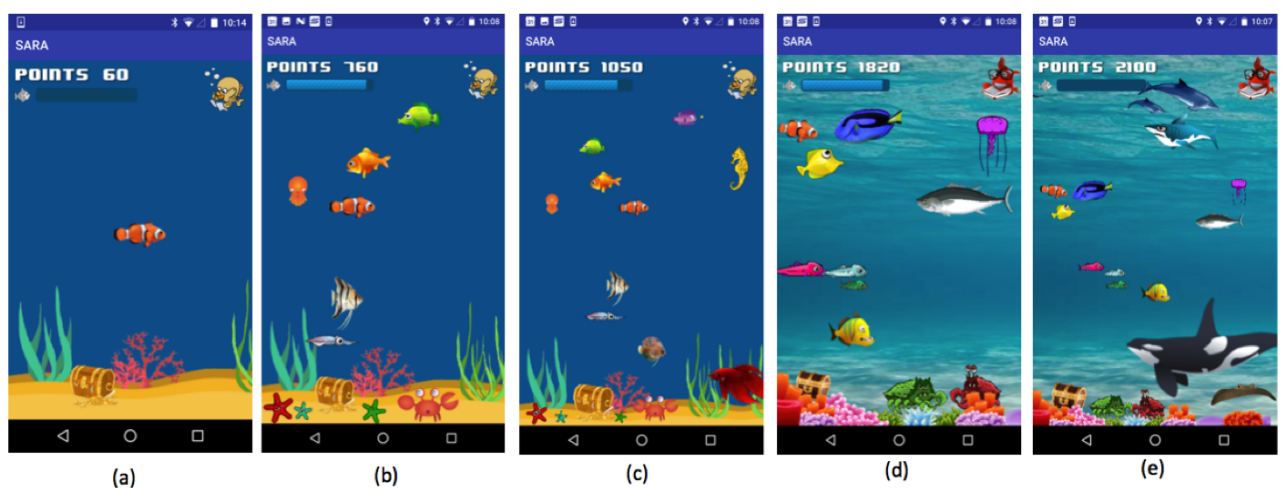 10:14
SARA
POINTS 60
10:08
SARA
POINTS 760
10:08
SARA
POINTS 1050
10:08
SARA
POINTS 1820
10:07
SARA
POINTS 2100
(a)
(b)
(c)
(d)
(e)